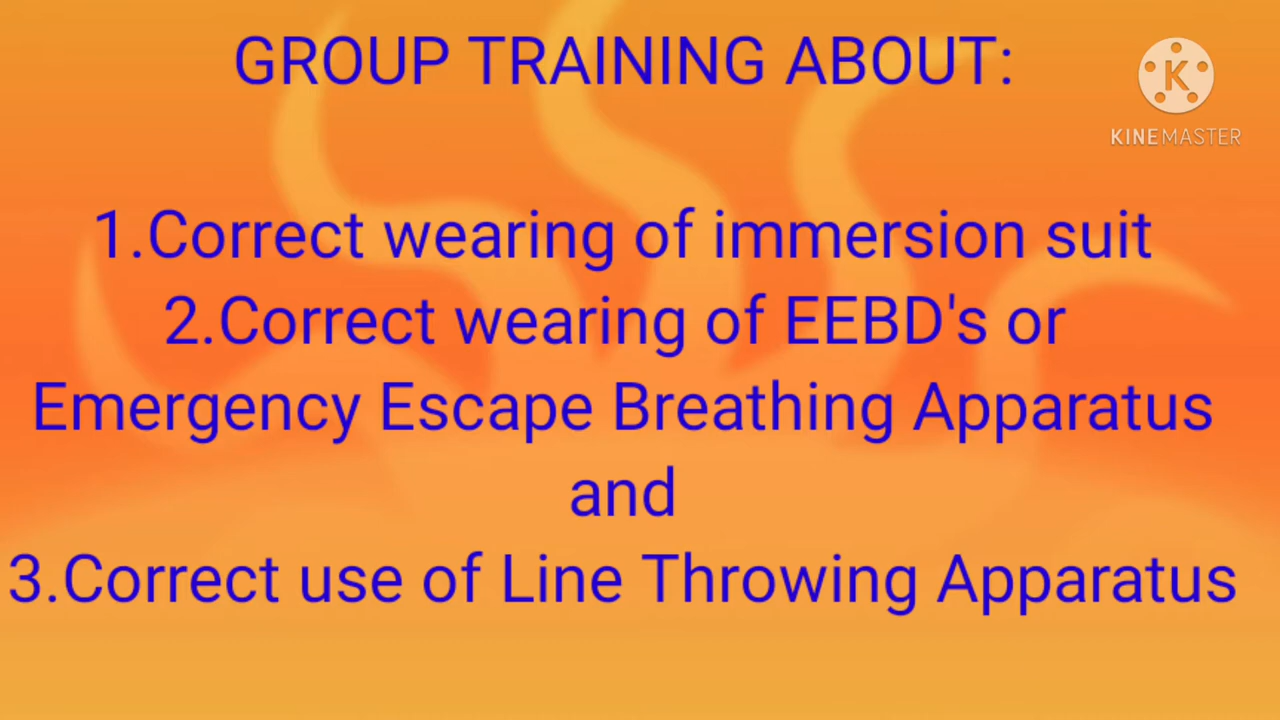 GROUP TRAINING ABOUT:
K
KINEMASTER
1.Correct wearing of immersion suit
2.Correct wearing of EEBD's or
Emergency Escape Breathing Apparatus
and
3.Correct use of Line Throwing Apparatus